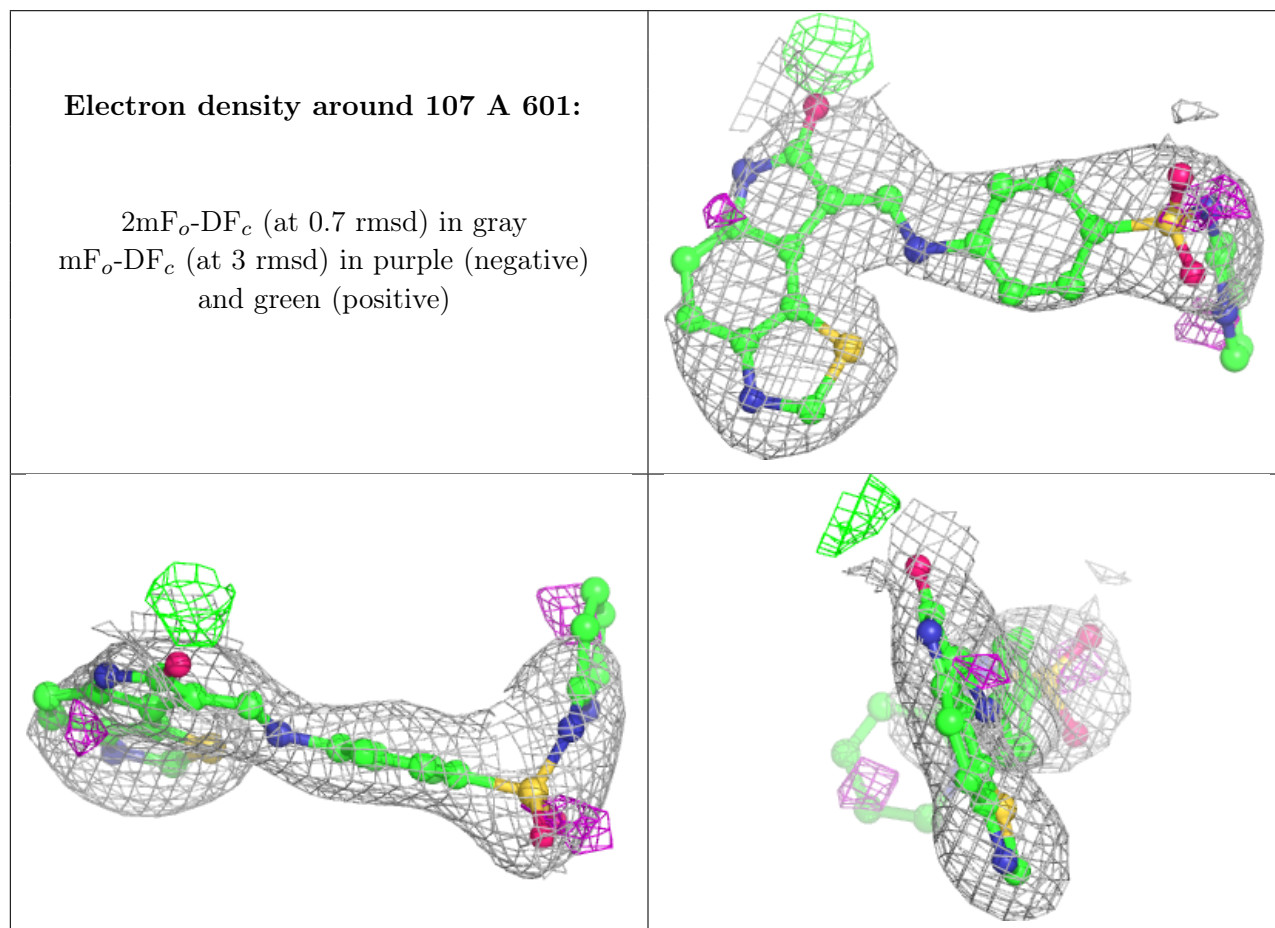 Electron density around 107 A 601:
2mFₒ-DF𝒸 (at 0.7 rmsd) in gray
mFₒ-DF𝒸 (at 3 rmsd) in purple (negative)
and green (positive)